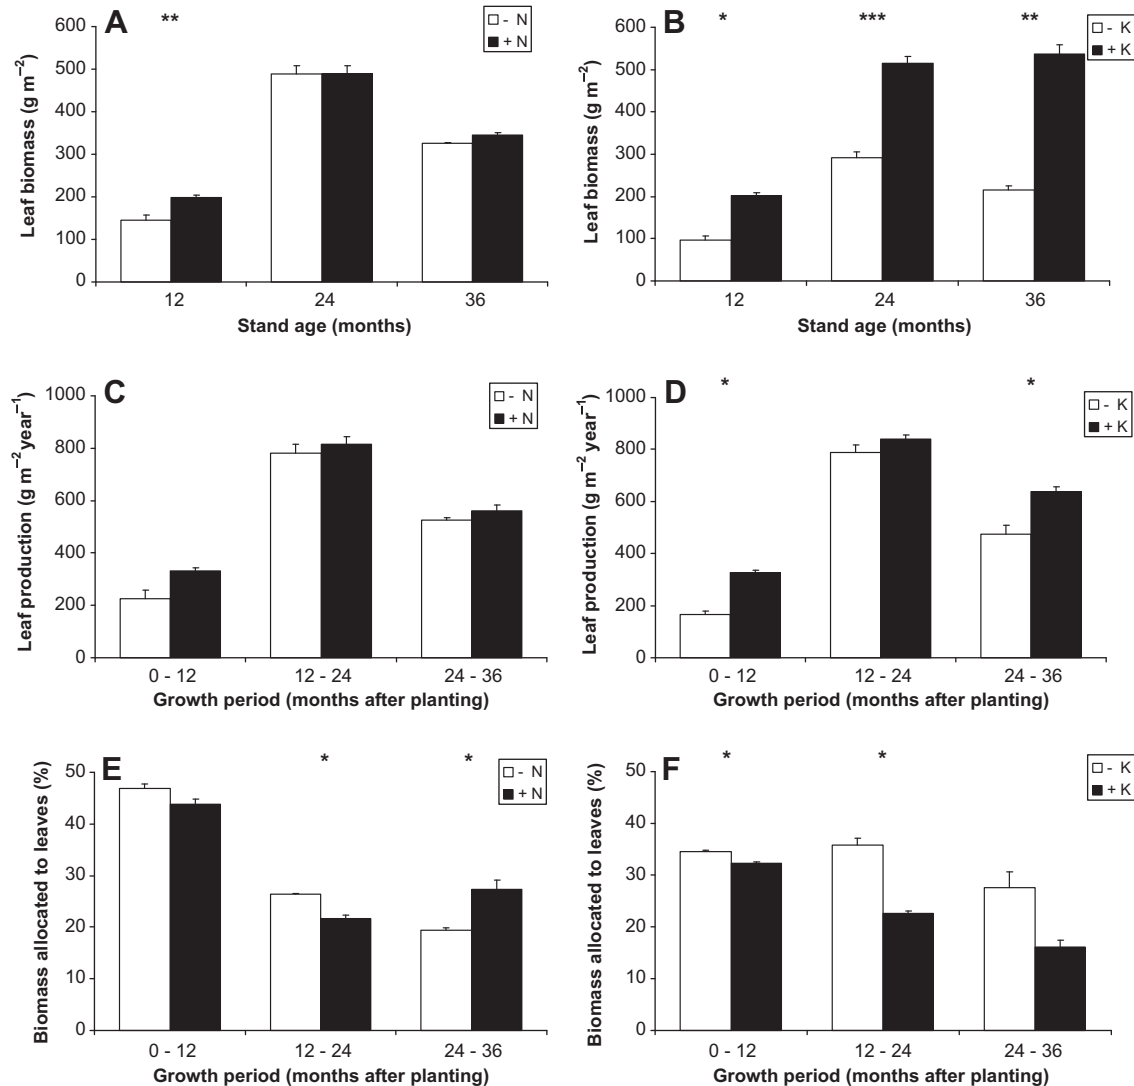 A
**
- N
+ N
Leaf biomass (g m–2)
600
500
400
300
200
100
0
12
24
36
Stand age (months)
B
*
***
**
- K
+ K
Leaf biomass (g m–2)
600
500
400
300
200
100
0
12
24
36
Stand age (months)
C
- N
+ N
Leaf production (g m–2 year–1)
1000
800
600
400
200
0
0 - 12
12 - 24
24 - 36
Growth period (months after planting)
D
*
*
- K
+ K
Leaf production (g m–2 year–1)
1000
800
600
400
200
0
0 - 12
12 - 24
24 - 36
Growth period (months after planting)
E
*
*
- N
+ N
Biomass allocated to leaves (%)
50
40
30
20
10
0
0 - 12
12 - 24
24 - 36
Growth period (months after planting)
F
*
*
- K
+ K
Biomass allocated to leaves (%)
50
40
30
20
10
0
0 - 12
12 - 24
24 - 36
Growth period (months after planting)